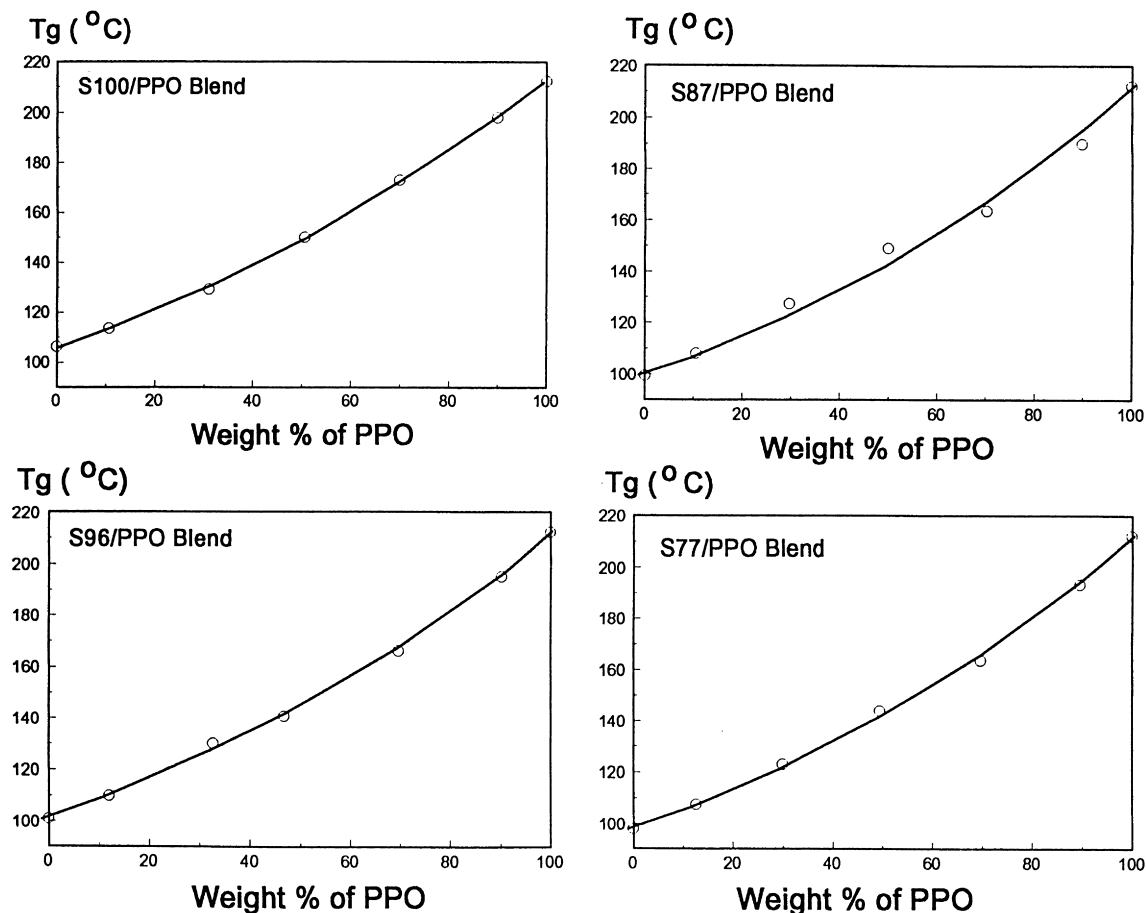 Tg ( °C)
220
200
180
160
140
120
100
S100/PPO Blend
0 20 40 60 80 100
Weight % of PPO
Tg ( °C)
220
200
180
160
140
120
100
S87/PPO Blend
0 20 40 60 80 100
Weight % of PPO
Tg ( °C)
220
200
180
160
140
120
100
S96/PPO Blend
0 20 40 60 80 100
Weight % of PPO
Tg ( °C)
220
200
180
160
140
120
100
S77/PPO Blend
0 20 40 60 80 100
Weight % of PPO